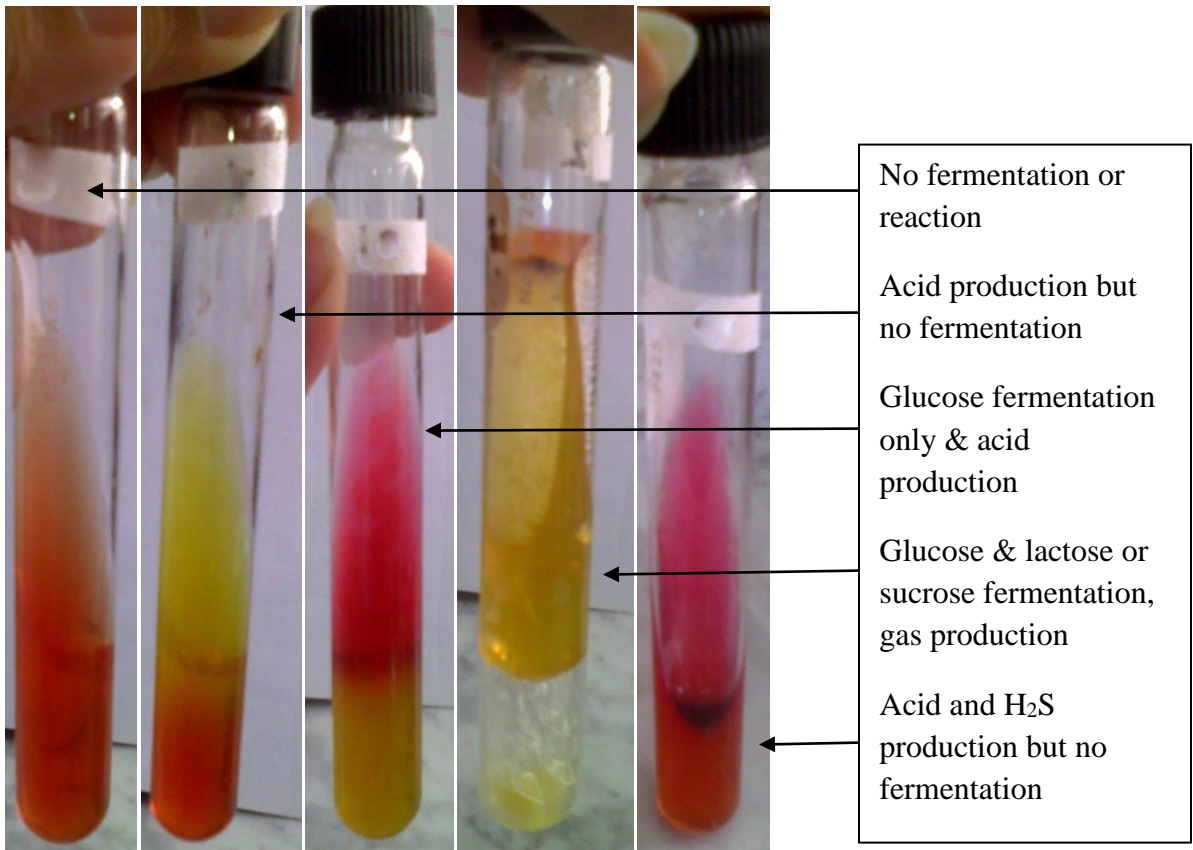 No fermentation or
reaction
Acid production but
no fermentation
Glucose fermentation
only & acid
production
Glucose & lactose or
sucrose fermentation,
gas production
Acid and H₂S
production but no
fermentation